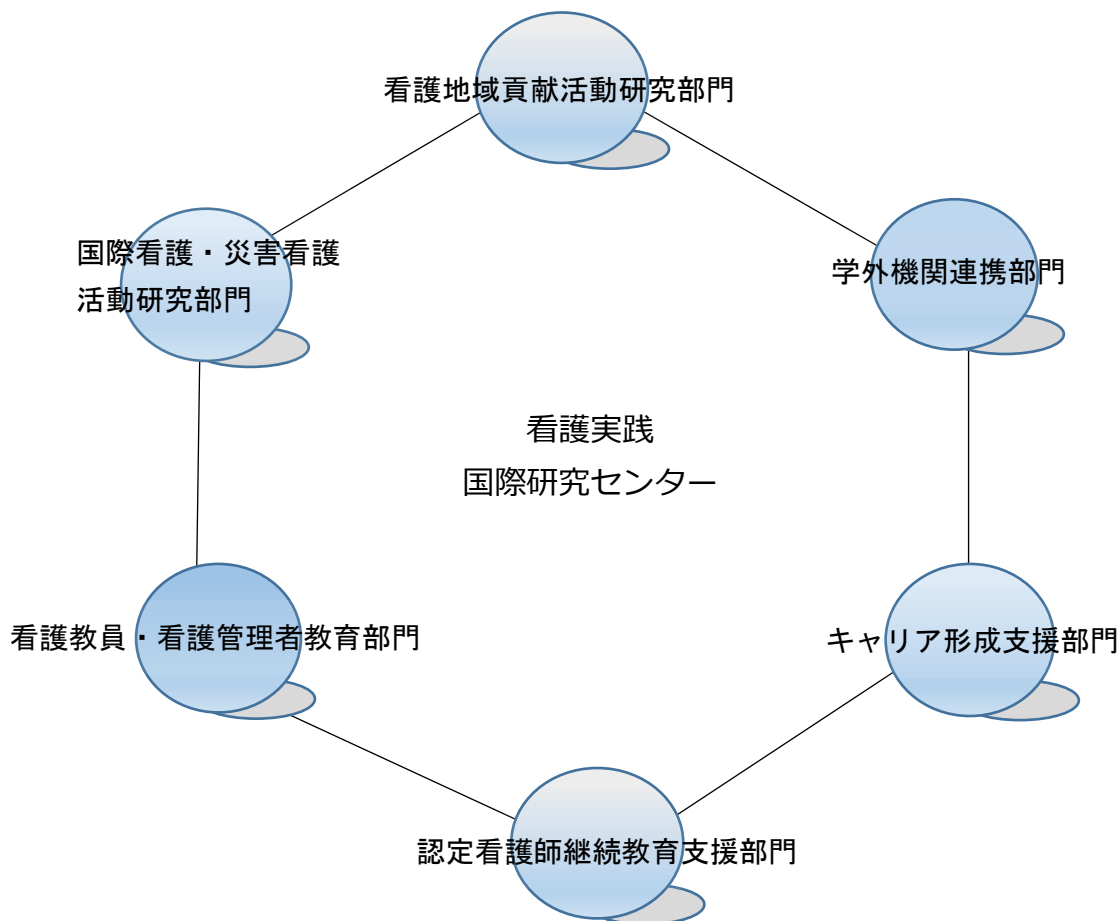 看護地域貢献活動研究部門
国際看護・災害看護
活動研究部門
学外機関連携部門
看護実践
国際研究センター
看護教員・看護管理者教育部門
キャリア形成支援部門
認定看護師継続教育支援部門